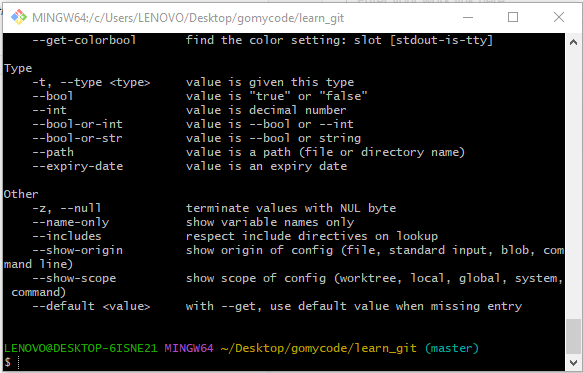 MINGW64:/c/Users/LENOVO/Desktop/gomycode/learn_git
--get-colorbool find the color setting: slot [stdout-is-tty]
Type
-t, --type <type> value is given this type
--bool value is "true" or "false"
--int value is decimal number
--bool-or-int value is --bool or --int
--bool-or-str value is --bool or string
--path value is a path (file or directory name)
--expiry-date value is an expiry date
Other
-z, --null terminate values with NUL byte
--name-only show variable names only
--includes respect include directives on lookup
--show-origin show origin of config (file, standard input, blob, com
mand line)
--show-scope show scope of config (worktree, local, global, system,
command)
--default <value> with --get, use default value when missing entry
LENOVO@DESKTOP-6ISNE21 MINGW64 ~/Desktop/gomycode/learn_git (master)
$